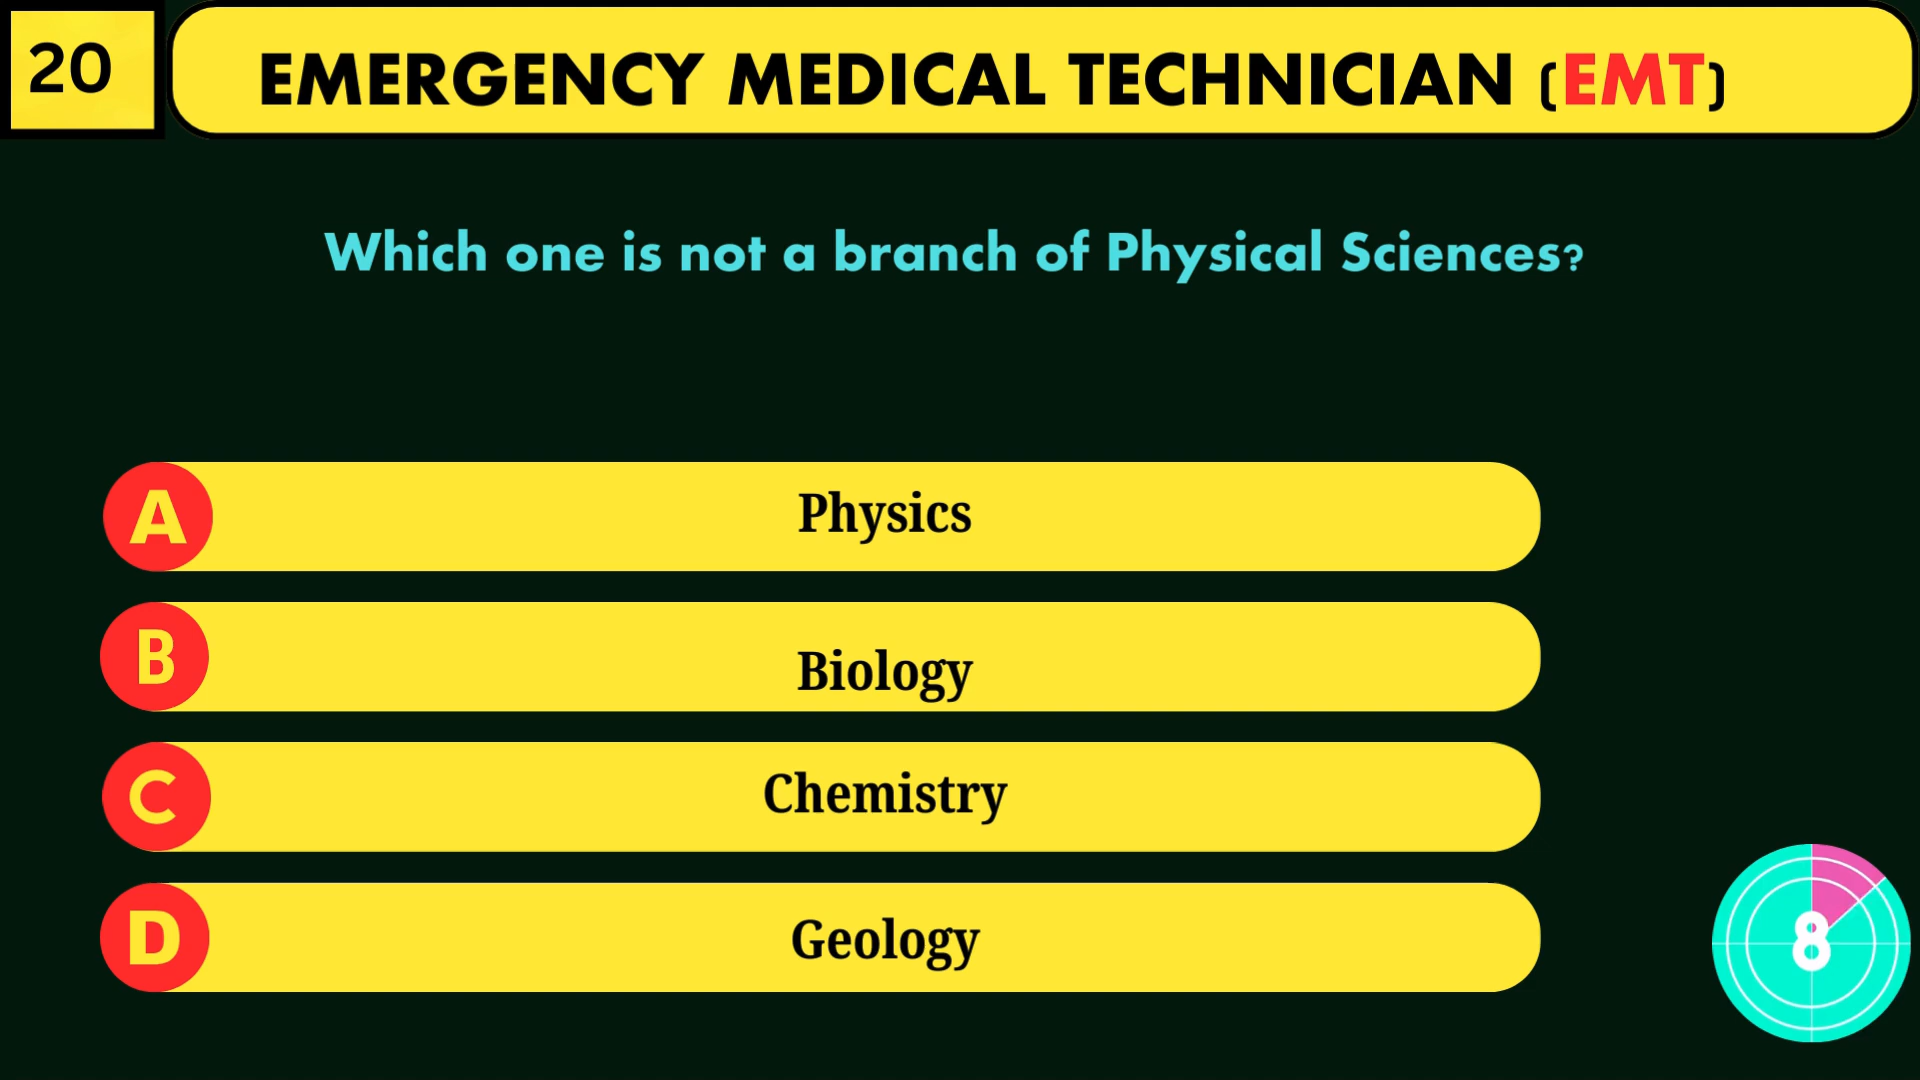 20
EMERGENCY MEDICAL TECHNICIAN (EMT)
Which one is not a branch of Physical Sciences?
A Physics
B Biology
C Chemistry
D Geology
8